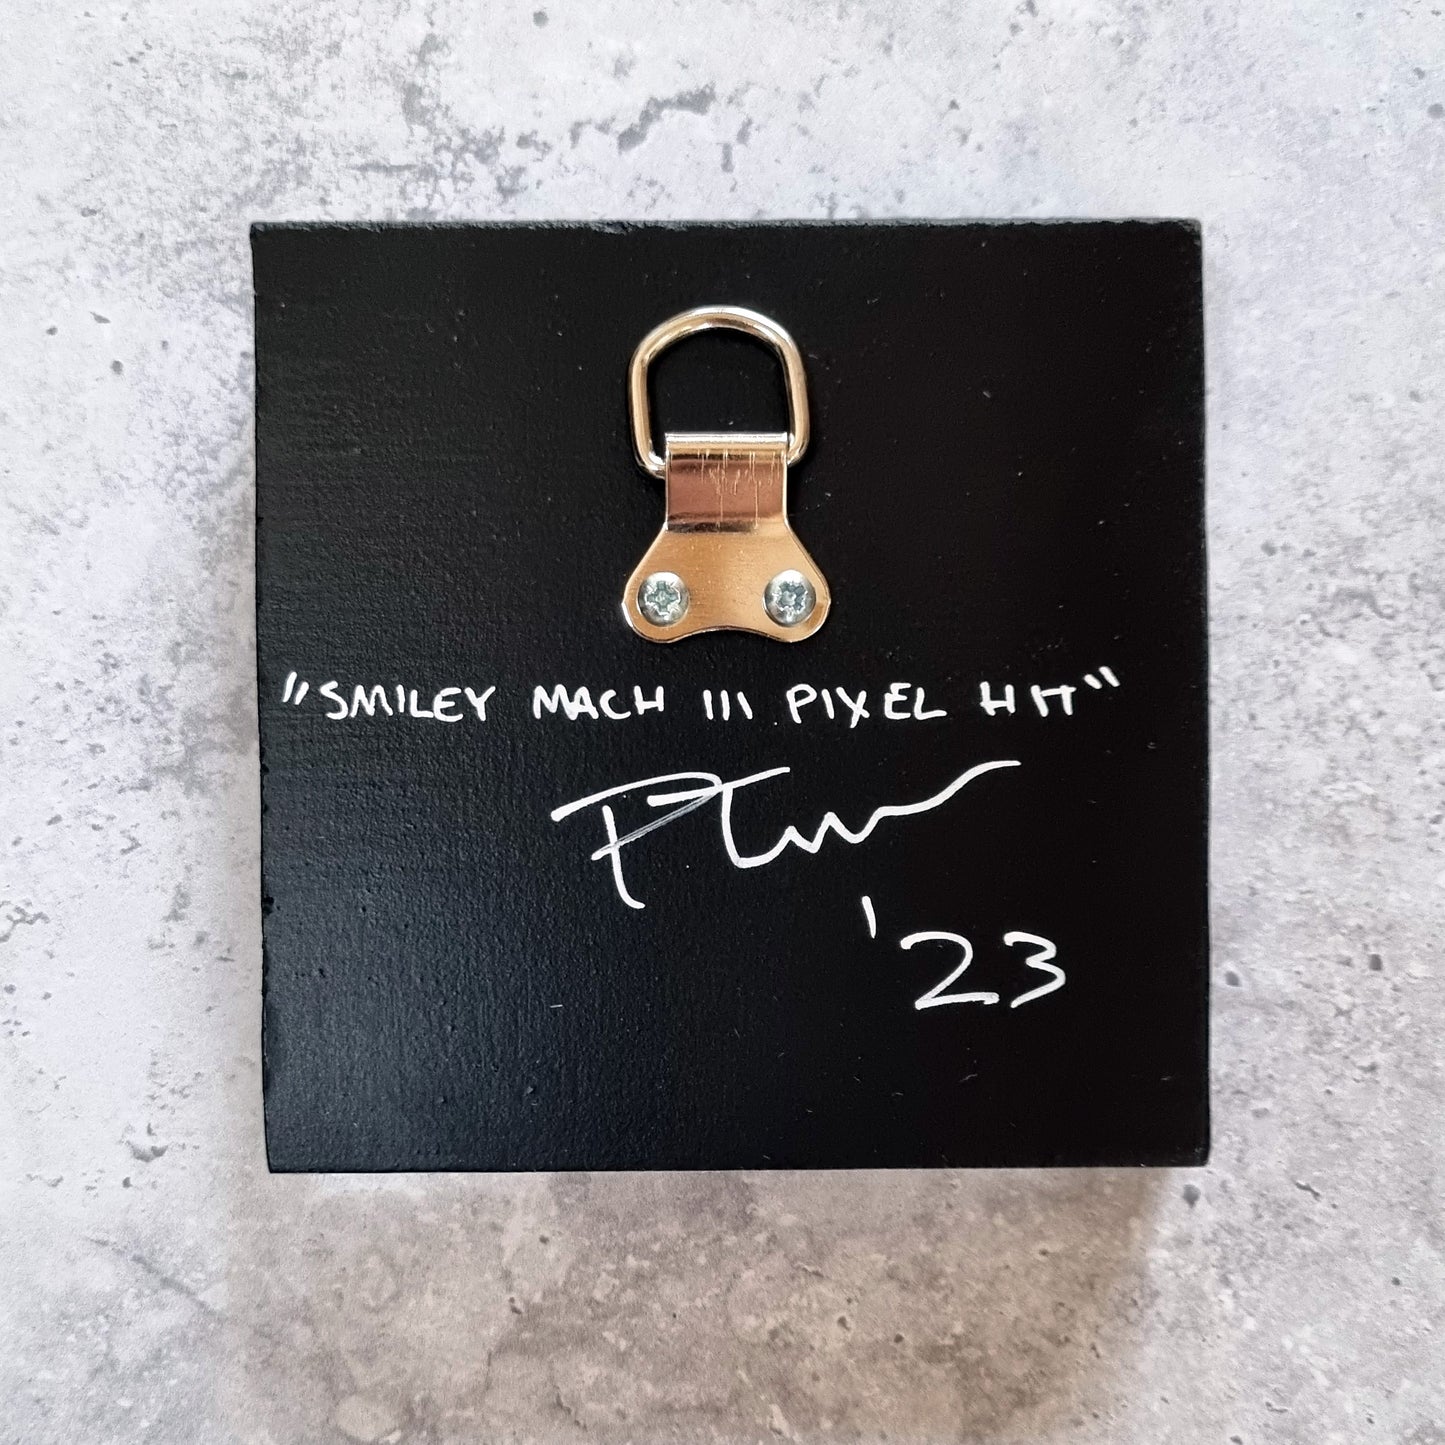 "SMILEY MACH III PIXEL HIT"
'23